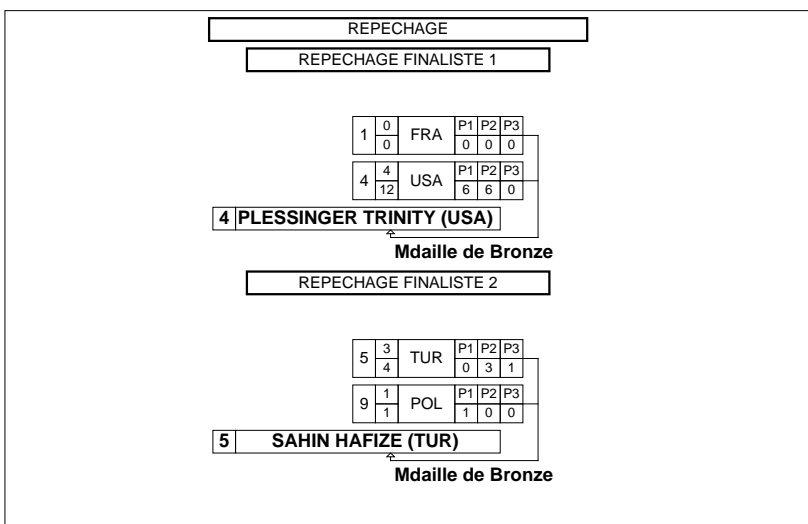 REPECHAGE
REPECHAGE FINALISTE 1
1 0 FRA P1 P2 P3
0 0 0 0
4 4 USA P1 P2 P3
12 6 6 0
4 PLESSINGER TRINITY (USA)
Mdaille de Bronze
REPECHAGE FINALISTE 2
5 3 TUR P1 P2 P3
4 0 3 1
9 1 POL P1 P2 P3
1 1 0 0
5 SAHIN HAFIZE (TUR)
Mdaille de Bronze